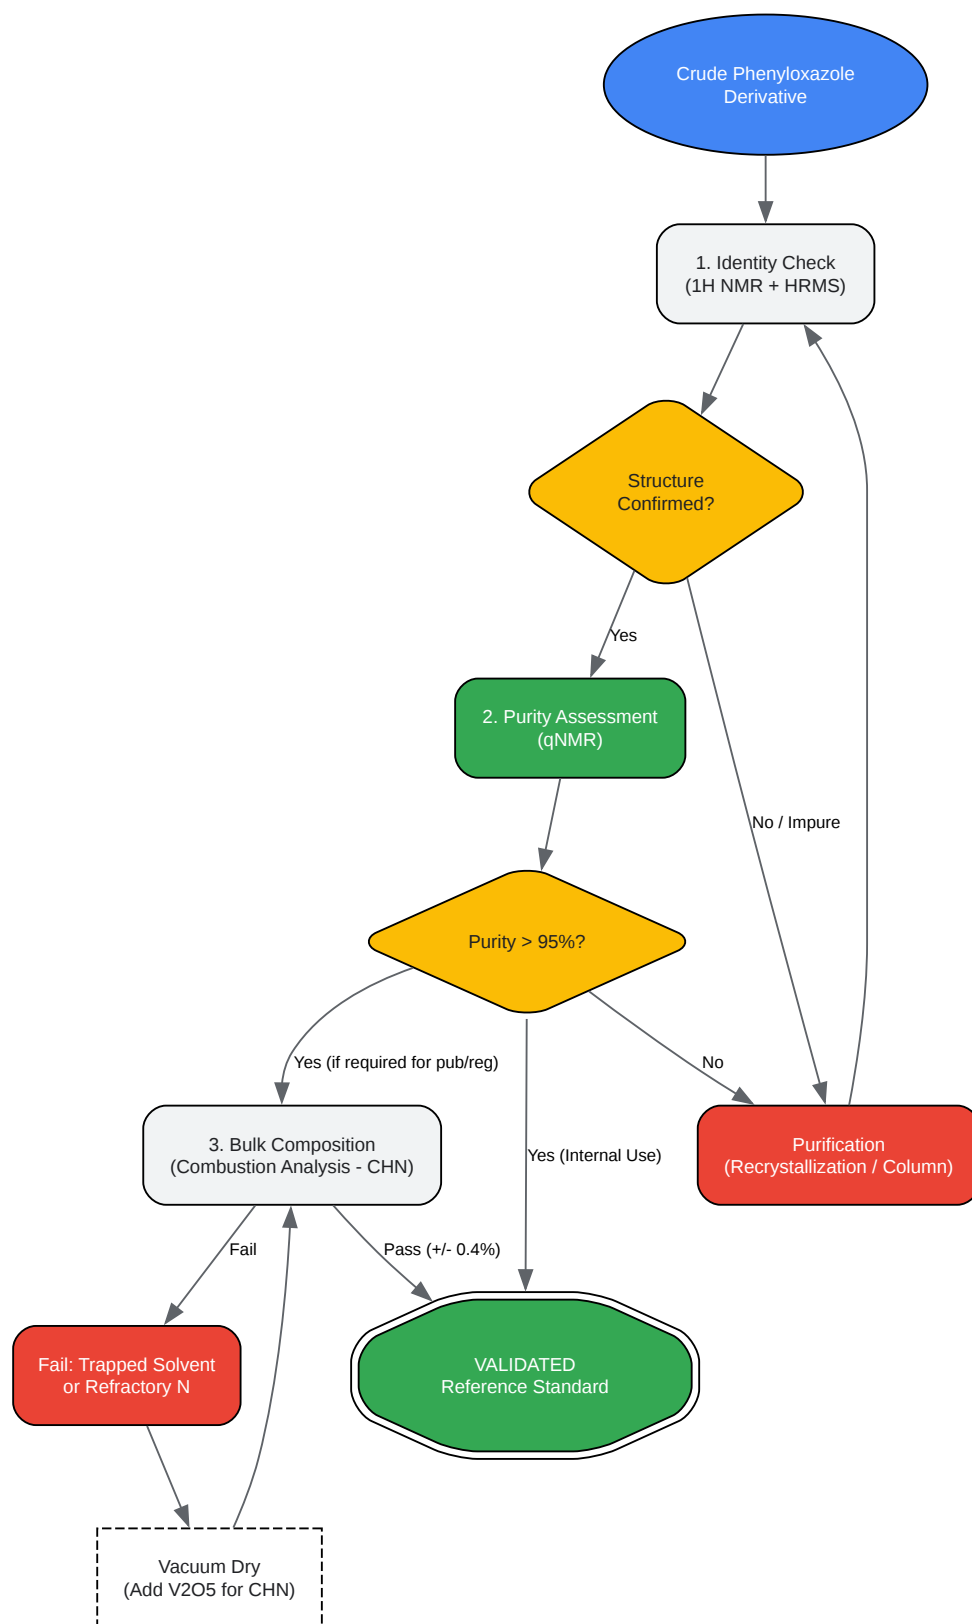 Crude Phenyloxazole
Derivative
1. Identity Check
(1H NMR + HRMS)
Structure
Confirmed?
Yes
2. Purity Assessment
(qNMR)
No / Impure
Purity > 95%?
Yes (if required for pub/reg)
No
3. Bulk Composition
(Combustion Analysis - CHN)
Yes (Internal Use)
Purification
(Recrystallization / Column)
Fail
Pass (+/- 0.4%)
Fail: Trapped Solvent
or Refractory N
VALIDATED
Reference Standard
Vacuum Dry
(Add V2O5 for CHN)